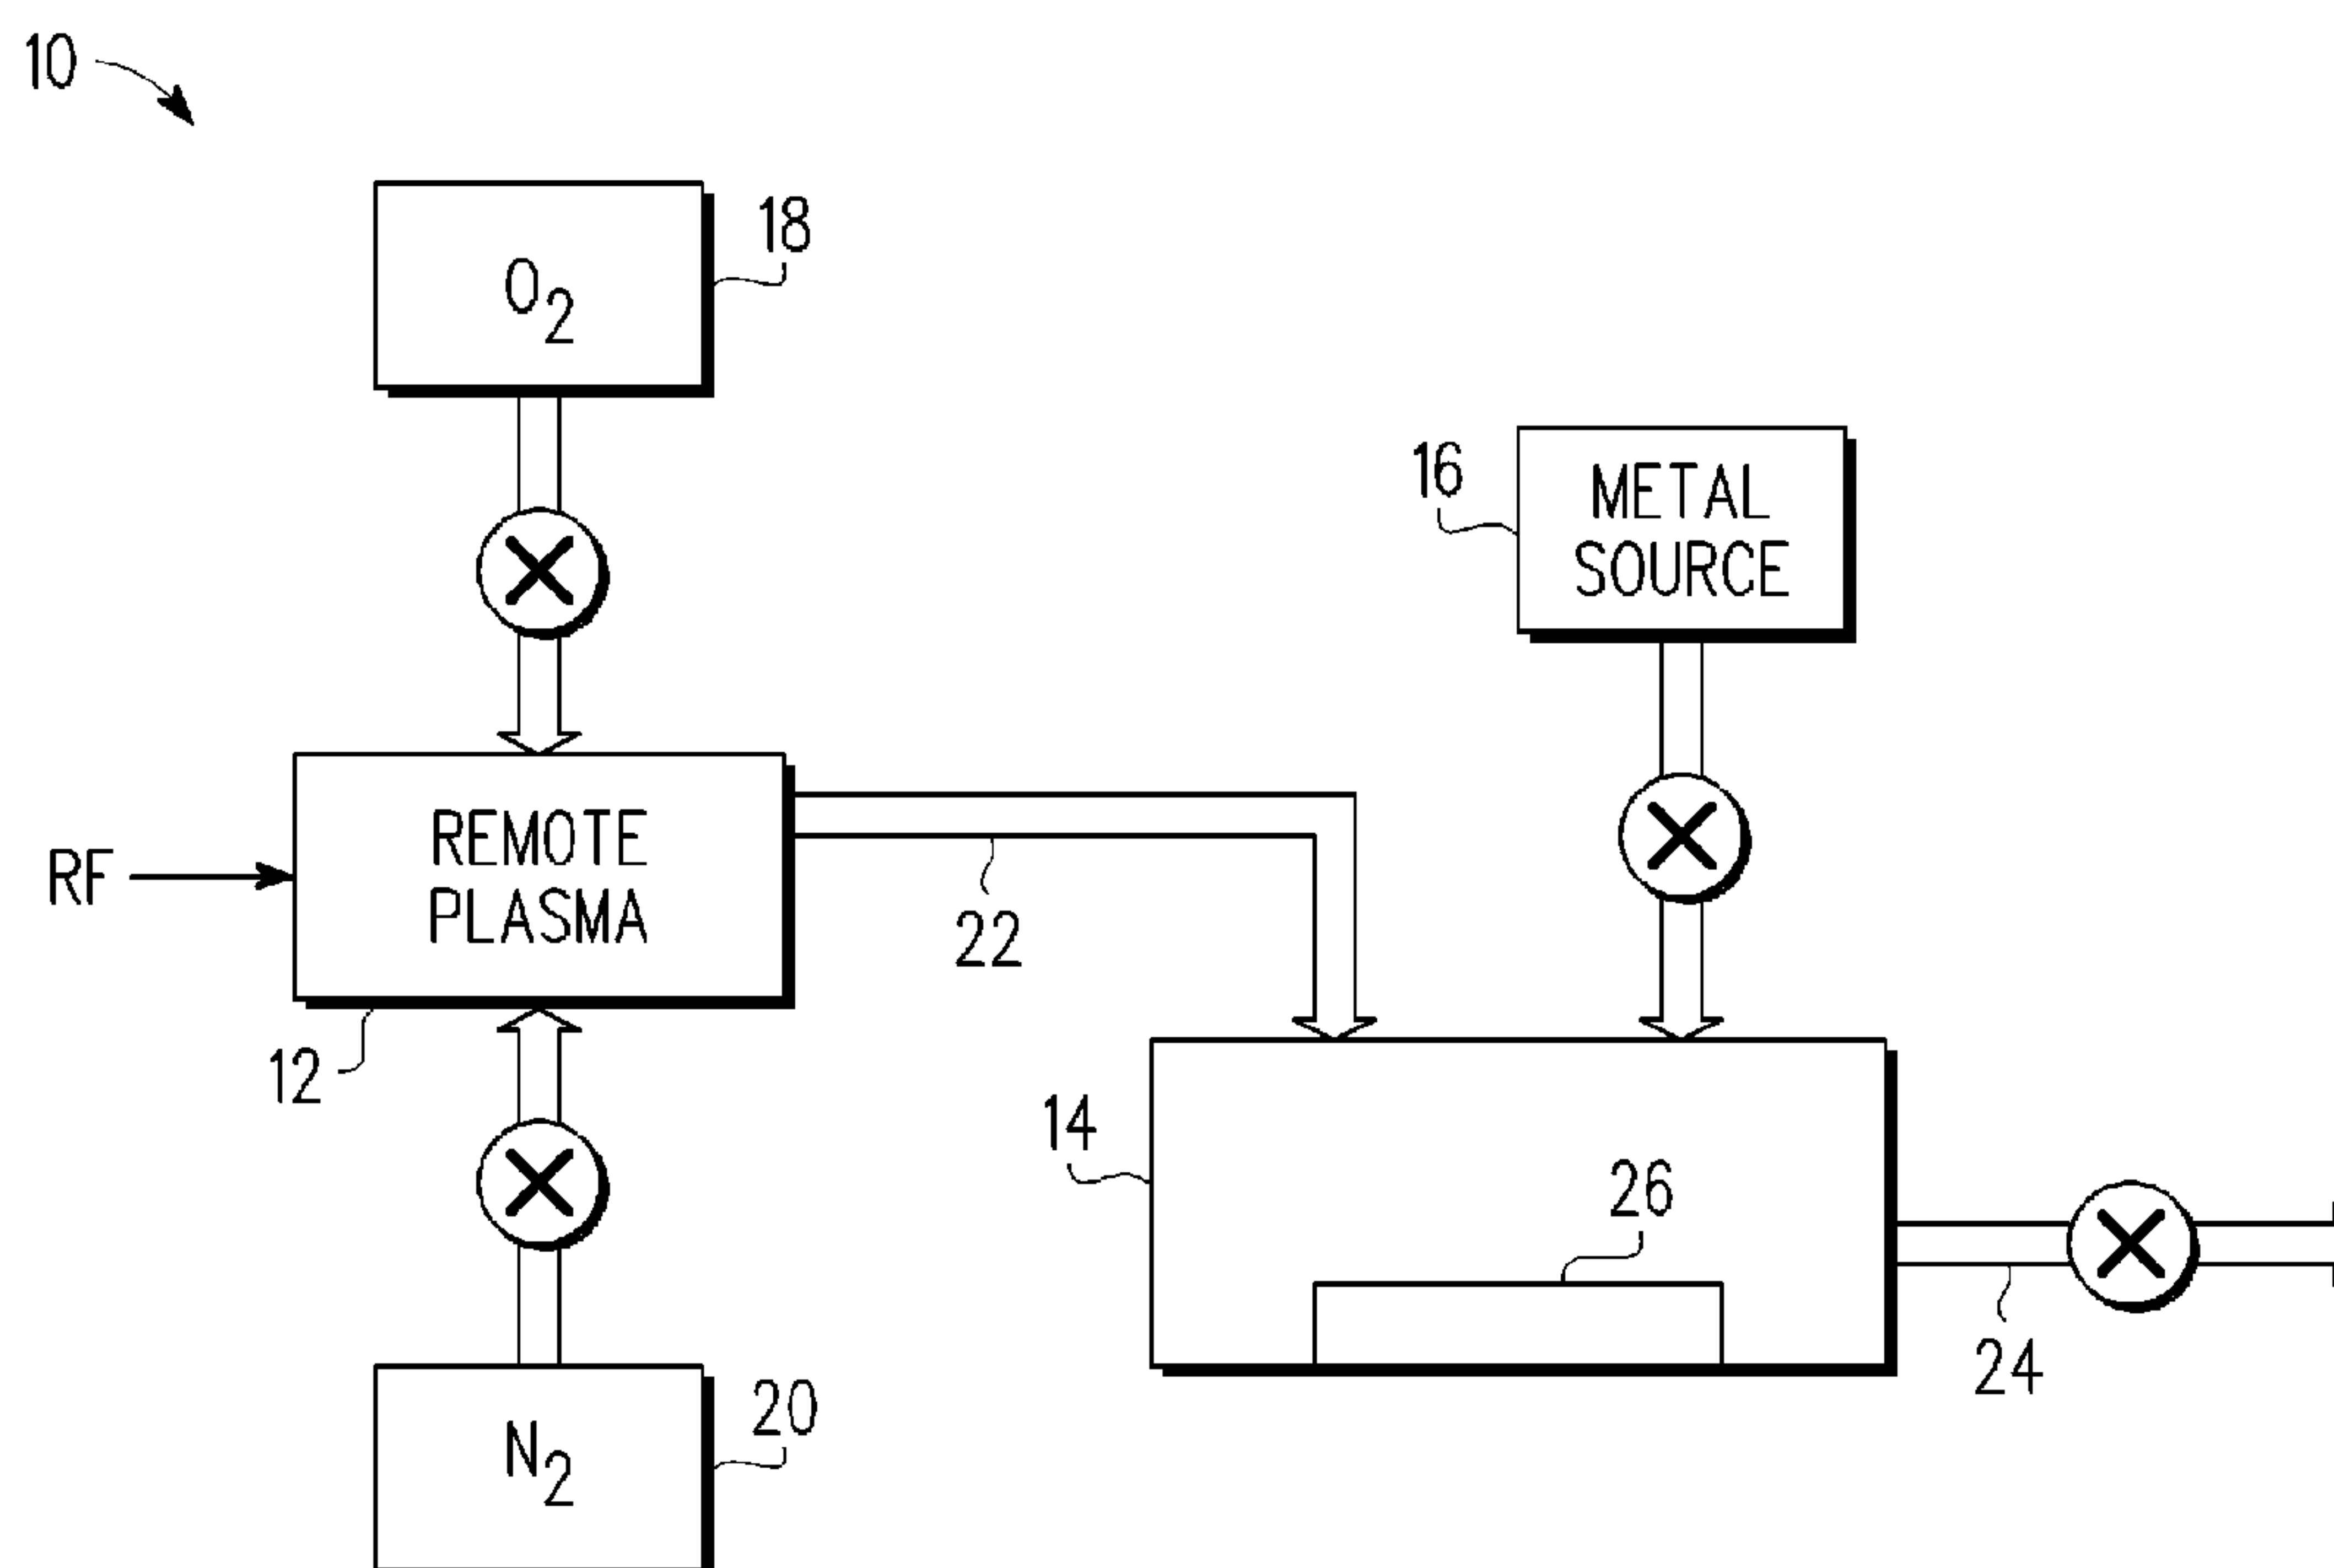 10
O2
18
16
METAL
SOURCE
RF
REMOTE
PLASMA
22
12
14
26
24
N2
20